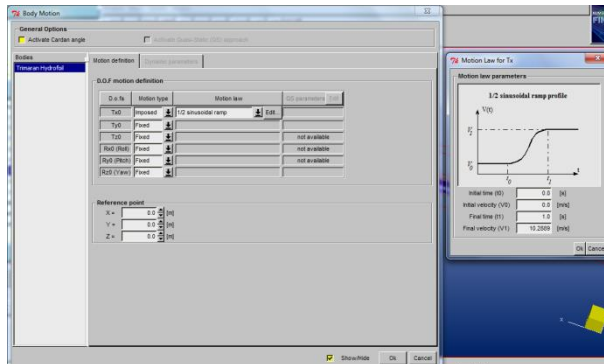 Body Motion
General Options
Activate Cardan angle
Activate Quasi-Static (QS) approach
Bodies
Trimaran Hydrofoil
Motion definition
Dynamic parameters
D.O.F motion definition
D.o.fs Motion type Motion law QS parameters Edit
Tx0 Imposed 1/2 sinusoidal ramp Edit...
Ty0 Fixed
Tz0 Fixed not available
Rx0 (Roll) Fixed not available
Ry0 (Pitch) Fixed not available
Rz0 (Yaw) Fixed
Reference point
X = 0.0 [m]
Y = 0.0 [m]
Z = 0.0 [m]
Show/Hide Ok Cancel
Motion Law for Tx
Motion law parameters
1/2 sinusoidal ramp profile
V(t)
t
t0 t1
Initial time (t0) 0.0 [s]
Initial velocity (V0) 0.0 [m/s]
Final time (t1) 1.0 [s]
Final velocity (V1) 10.2889 [m/s]
Ok Cance